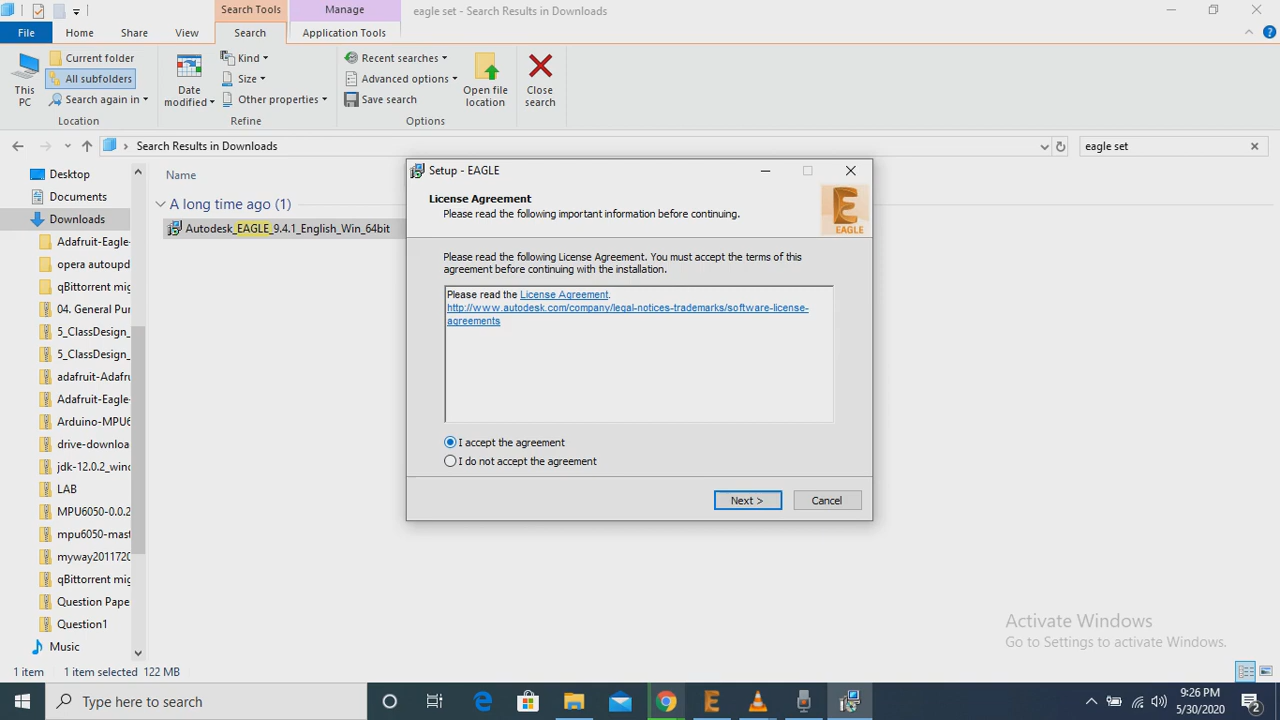 Search Tools
Manage
eagle set - Search Results in Downloads
File
Home
Share
View
Search
Application Tools
This PC
Current folder
All subfolders
Search again in
Location
Date modified
Kind
Size
Other properties
Refine
Recent searches
Advanced options
Save search
Options
Open file location
Close search
Search Results in Downloads
eagle set
Desktop
Documents
Downloads
Adafruit-Eagle-
opera autoupd
qBittorrent mig
04. General Pur
5_ClassDesign_
5_ClassDesign_
adafruit-Adafr
Adafruit-Eagle-
Arduino-MPU6
drive-downloa
jdk-12.0.2_wind
LAB
MPU6050-0.0.2
mpu6050-mast
myway2011720
qBittorrent mig
Question Pape
Question1
Music
Name
A long time ago (1)
Autodesk_EAGLE_9.4.1_English_Win_64bit
Setup - EAGLE
License Agreement
Please read the following important information before continuing.
EAGLE
Please read the following License Agreement. You must accept the terms of this
agreement before continuing with the installation.
Please read the License Agreement.
http://www.autodesk.com/company/legal-notices-trademarks/software-license-
agreements
I accept the agreement
I do not accept the agreement
Next >
Cancel
Activate Windows
Go to Settings to activate Windows.
1 item
1 item selected 122 MB
Type here to search
9:26 PM
5/30/2020
2